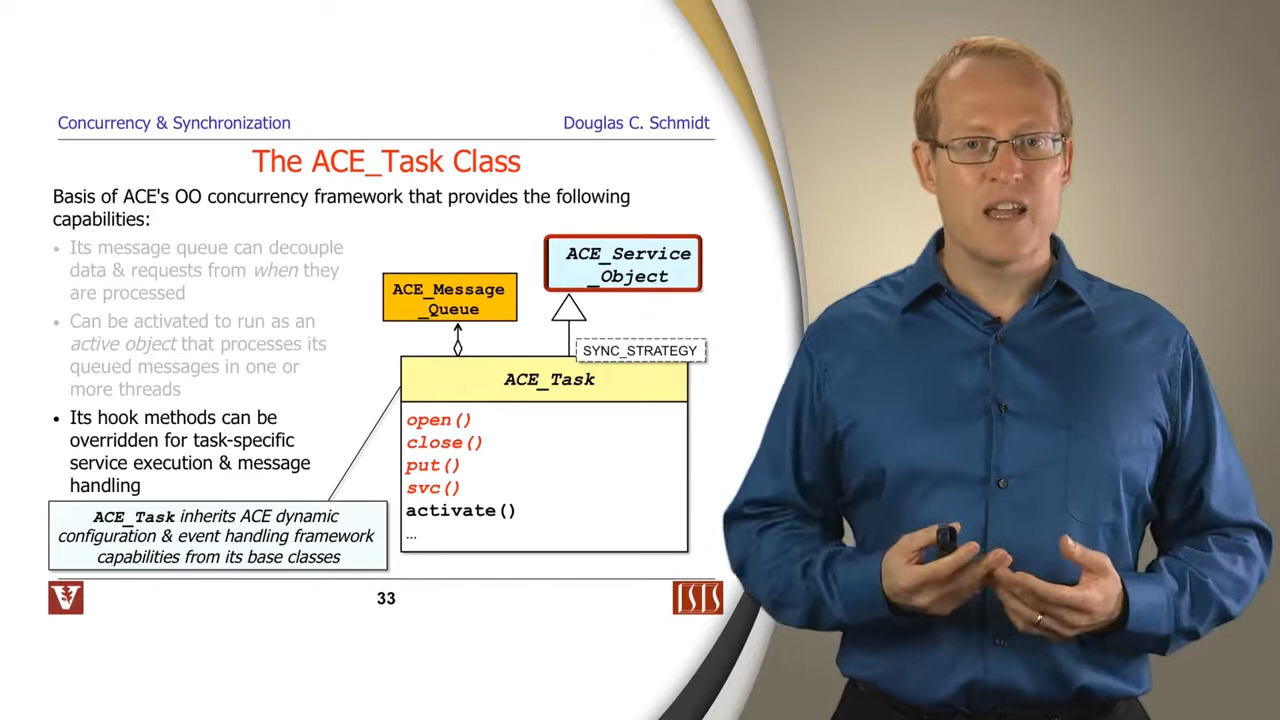 Concurrency & Synchronization
Douglas C. Schmidt
The ACE_Task Class
Basis of ACE's OO concurrency framework that provides the following
capabilities:
• Its message queue can decouple
data & requests from when they
are processed
• Can be activated to run as an
active object that processes its
queued messages in one or
more threads
• Its hook methods can be
overridden for task-specific
service execution & message
handling
ACE_Task inherits ACE dynamic
configuration & event handling framework
capabilities from its base classes
ACE_Message
_Queue
ACE_Service
_Object
SYNC_STRATEGY
ACE_Task
open()
close()
put()
svc()
activate()
…
V
33
ISIS